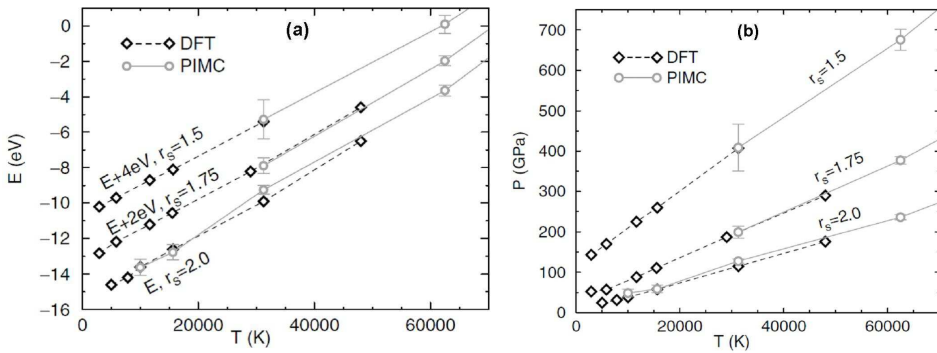 (a)
DFT
PIMC
E+4eV, rs=1.5
E+2eV, rs=1.75
E, rs=2.0
E (eV)
0
−2
−4
−6
−8
−10
−12
−14
−16
0
20000
40000
60000
T (K)
(b)
DFT
PIMC
rs=1.5
rs=1.75
rs=2.0
P (GPa)
700
600
500
400
300
200
100
0
0
20000
40000
60000
T (K)